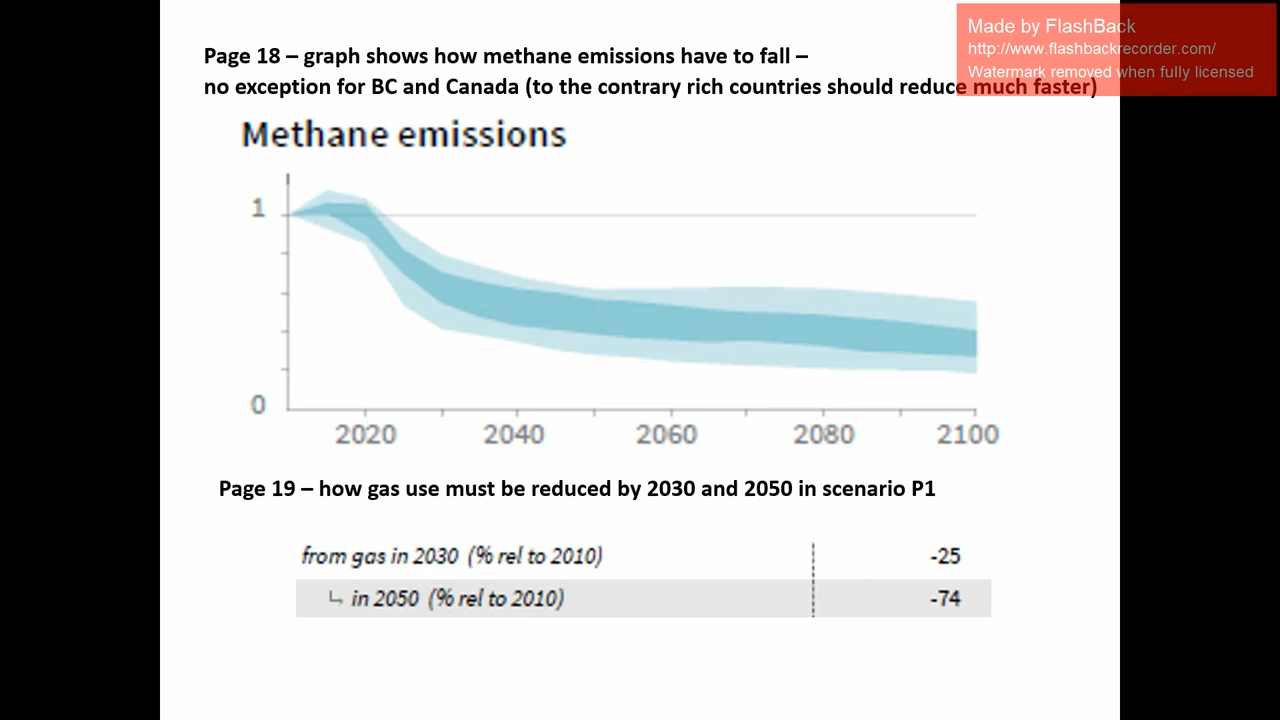 Made by FlashBack
http://www.flashbackrecorder.com/
Watermark removed when fully licensed
Page 18 – graph shows how methane emissions have to fall –
no exception for BC and Canada (to the contrary rich countries should reduce much faster)
Methane emissions
1
0
2020 2040 2060 2080 2100
Page 19 – how gas use must be reduced by 2030 and 2050 in scenario P1
from gas in 2030 (% rel to 2010) -25
↳ in 2050 (% rel to 2010) -74